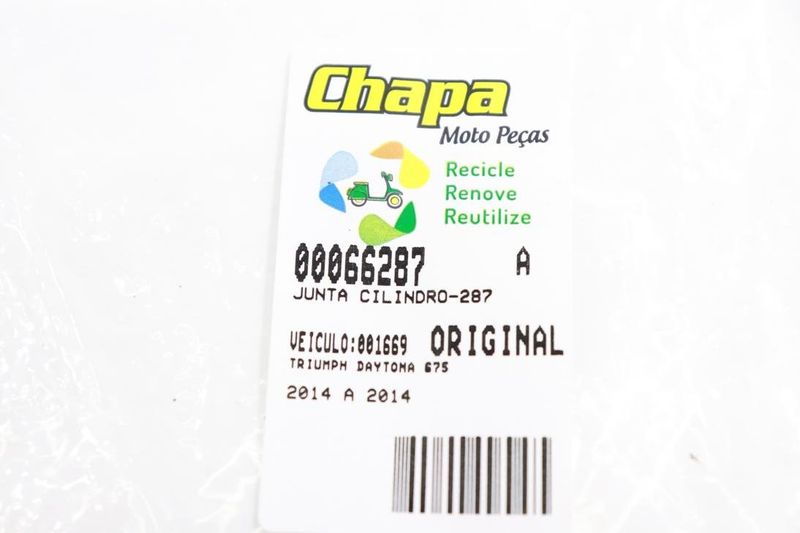 Chapa
Moto Peças
Recicle
Renove
Reutilize
00066287 A
JUNTA CILINDRO-287
VEICULO:001669 ORIGINAL
TRIUMPH DAYTONA 675
2014 A 2014